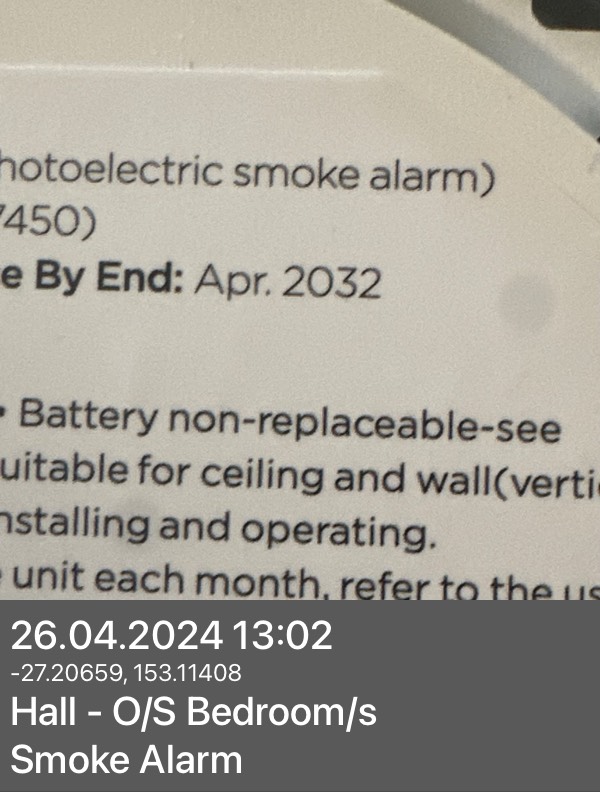 hotoelectric smoke alarm)
7450)
e By End: Apr. 2032
• Battery non-replaceable-see
uitable for ceiling and wall(verti
nstalling and operating.
unit each month, refer to the us
26.04.2024 13:02
-27.20659, 153.11408
Hall - O/S Bedroom/s
Smoke Alarm